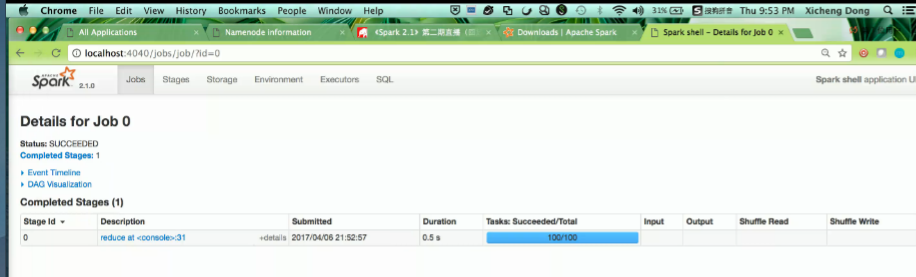 Chrome File Edit View History Bookmarks People Window Help 31% 搜狗拼音 Thu 9:53 PM Xicheng Dong
All Applications Namenode information 《Spark 2.1》 第二期直播 Downloads | Apache Spark Spark shell - Details for Job 0
localhost:4040/jobs/job/?id=0
APACHE Spark 2.1.0 Jobs Stages Storage Environment Executors SQL Spark shell application U
Details for Job 0
Status: SUCCEEDED
Completed Stages: 1
Event Timeline
DAG Visualization
Completed Stages (1)
Stage Id Description Submitted Duration Tasks: Succeeded/Total Input Output Shuffle Read Shuffle Write
0 reduce at <console>:31 +details 2017/04/06 21:52:57 0.5 s 100/100